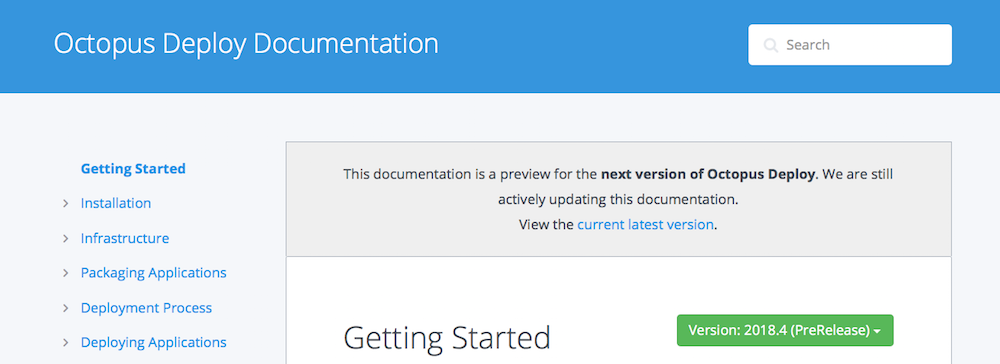 Octopus Deploy Documentation
Search
Getting Started
Installation
Infrastructure
Packaging Applications
Deployment Process
Deploying Applications
This documentation is a preview for the next version of Octopus Deploy. We are still
actively updating this documentation.
View the current latest version.
Getting Started
Version: 2018.4 (PreRelease)